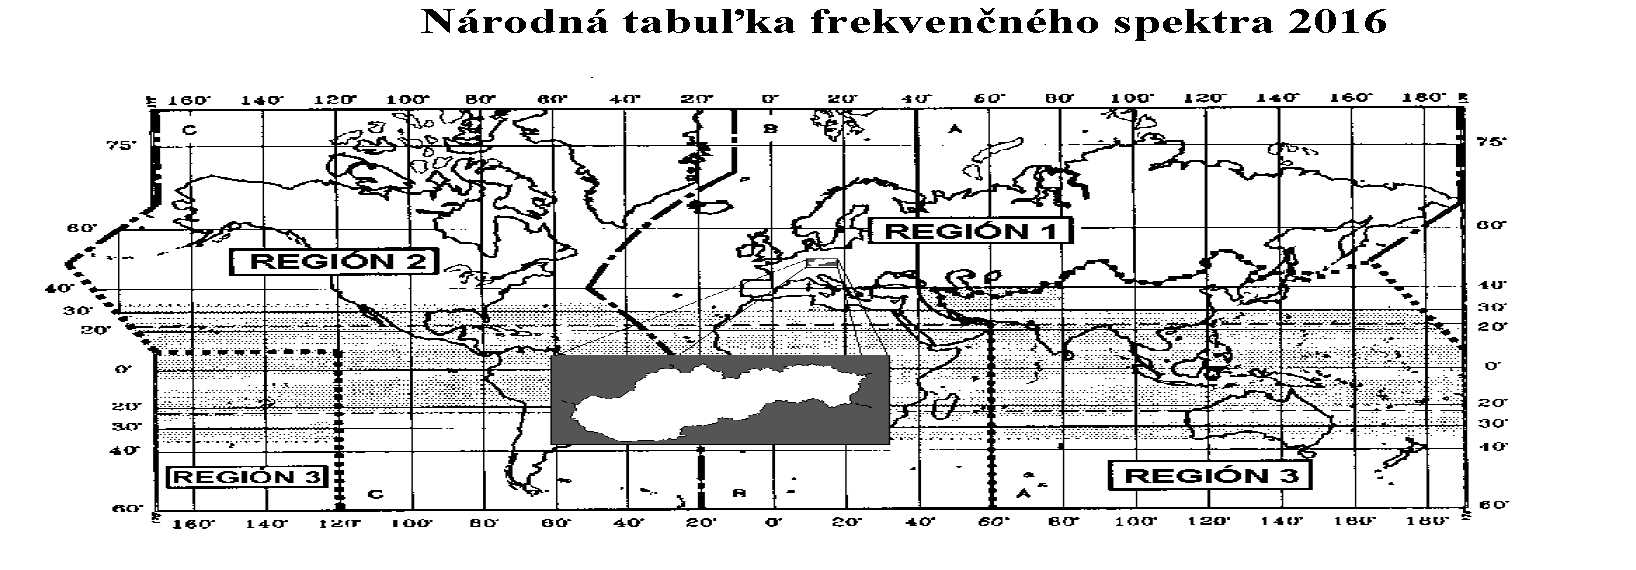 Národná tabuľka frekvenčného spektra 2016
160° 140° 120° 100° 80° 60° 40° 20° 0° 20° 40° 60° 80° 100° 120° 140° 160° 180°
C B A
75° 75°
60° REGIÓN 1 60°
REGIÓN 2
40° 40°
30° 30°
20° 20°
0° 0°
20° 20°
30° 30°
40° 40°
REGIÓN 3 REGIÓN 3
C B A
60° 60°
160° 140° 120° 100° 80° 60° 40° 20° 0° 20° 40° 60° 80° 100° 120° 140° 160° 180°